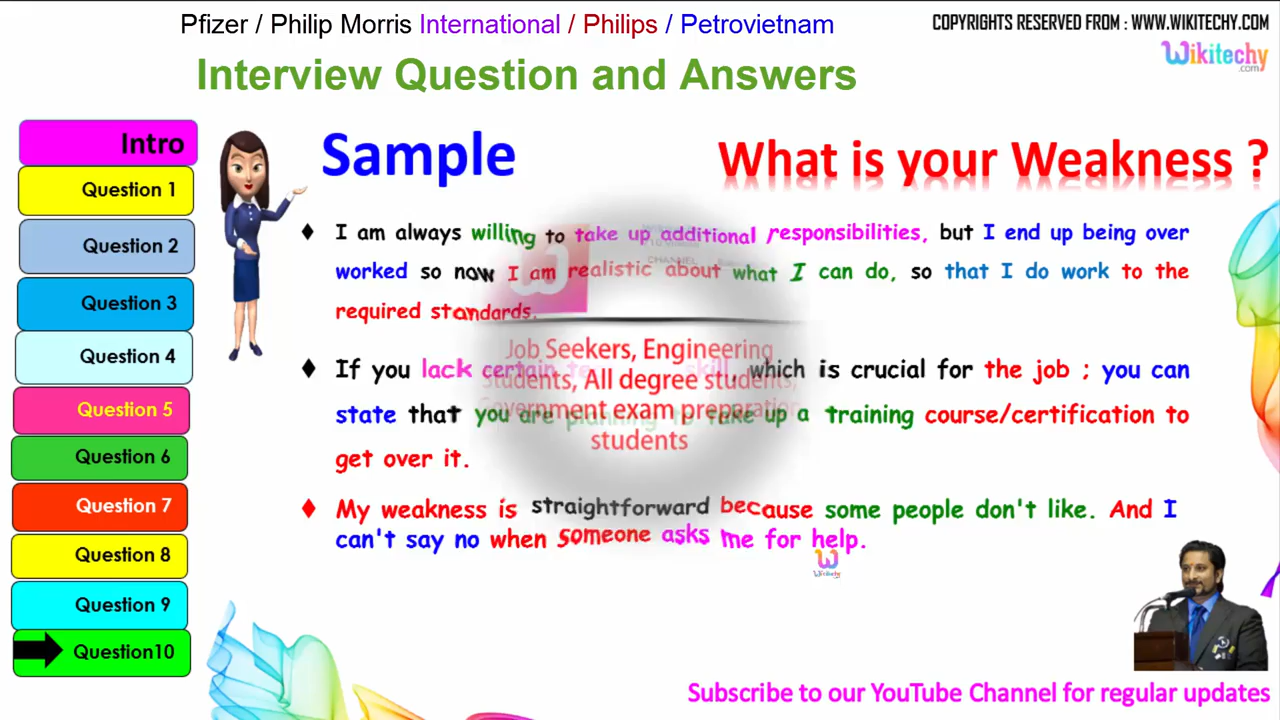 Pfizer / Philip Morris International / Philips / Petrovietnam
COPYRIGHTS RESERVED FROM : WWW.WIKITECHY.COM
Wikitechy
.com
Interview Question and Answers
Intro
Question 1
Question 2
Question 3
Question 4
Question 5
Question 6
Question 7
Question 8
Question 9
Question10
Sample
What is your Weakness ?
I am always willing to take up additional responsibilities, but I end up being over
worked so now I am realistic about what I can do, so that I do work to the
required standards.
CHANNEL
If you lack certain skill, which is crucial for the job ; you can
state that you are planning to take up a training course/certification to
get over it.
Job Seekers, Engineering
Students, All degree students,
Government exam preparation
students
My weakness is straightforward because some people don't like. And I
can't say no when someone asks me for help.
Wikitechy
Subscribe to our YouTube Channel for regular updates